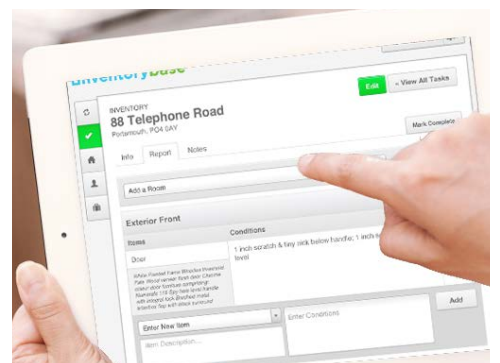 inventorybase
INVENTORY
88 Telephone Road
Portsmouth, PO4 0AY
Edit
« View All Tasks
Mark Complete
Info
Report
Notes
Add a Room
Exterior Front
Items
Conditions
Door
1 inch scratch & tiny nick below handle; 1 inch
level
Enter New Item
Enter Conditions
Add
Item Description...